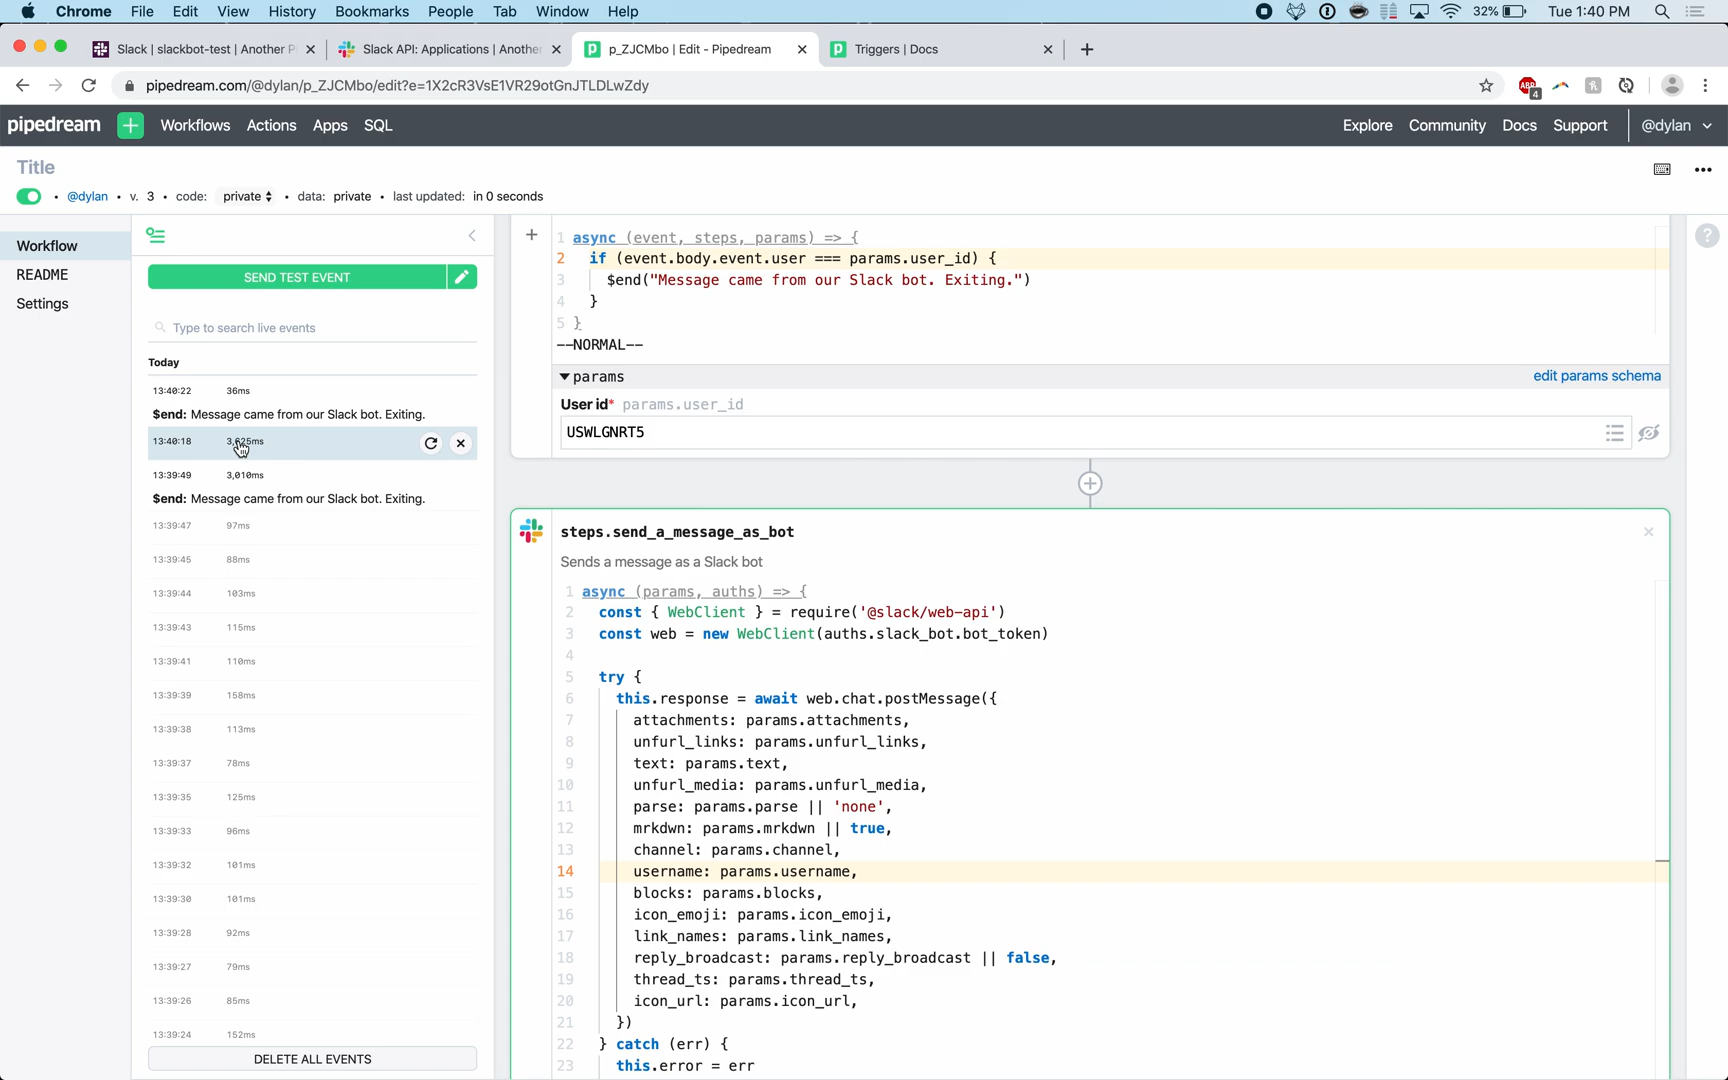 Chrome File Edit View History Bookmarks People Tab Window Help 32% Tue 1:40 PM
Slack | slackbot-test | Another P Slack API: Applications | Another p_ZJCMbo | Edit - Pipedream Triggers | Docs
pipedream.com/@dylan/p_ZJCMbo/edit?e=1X2cR3VsE1VR29otGnJTLDLwZdy ABP 4
pipedream Workflows Actions Apps SQL Explore Community Docs Support @dylan
Title
• @dylan • v. 3 • code: private • data: private • last updated: in 0 seconds
Workflow
README
Settings
SEND TEST EVENT
Type to search live events
Today
13:40:22 36ms
$end: Message came from our Slack bot. Exiting.
13:40:18
13:39:49 3,010ms
$end: Message came from our Slack bot. Exiting.
13:39:47 97ms
13:39:45 88ms
13:39:44 103ms
13:39:43 115ms
13:39:41 110ms
13:39:39 158ms
13:39:38 113ms
13:39:37 78ms
13:39:35 125ms
13:39:33 96ms
13:39:32 101ms
13:39:30 101ms
13:39:28 92ms
13:39:27 79ms
13:39:26 85ms
13:39:24 152ms
DELETE ALL EVENTS
1 async (event, steps, params) => {
2 if (event.body.event.user === params.user_id) {
3 $end("Message came from our Slack bot. Exiting.")
4 }
5 }
--NORMAL--
params edit params schema
User id* params.user_id
USWLGNRT5
steps.send_a_message_as_bot
Sends a message as a Slack bot
1 async (params, auths) => {
2 const { WebClient } = require('@slack/web-api')
3 const web = new WebClient(auths.slack_bot.bot_token)
4
5 try {
6 this.response = await web.chat.postMessage({
7 attachments: params.attachments,
8 unfurl_links: params.unfurl_links,
9 text: params.text,
10 unfurl_media: params.unfurl_media,
11 parse: params.parse || 'none',
12 mrkdwn: params.mrkdwn || true,
13 channel: params.channel,
14 username: params.username,
15 blocks: params.blocks,
16 icon_emoji: params.icon_emoji,
17 link_names: params.link_names,
18 reply_broadcast: params.reply_broadcast || false,
19 thread_ts: params.thread_ts,
20 icon_url: params.icon_url,
21 })
22 } catch (err) {
23 this.error = err